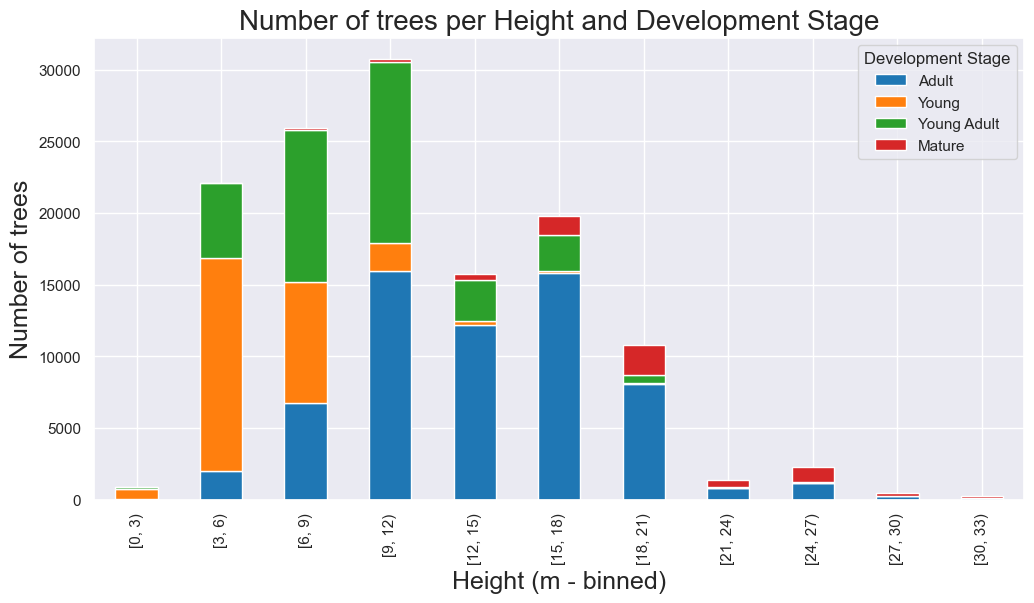 Number of trees per Height and Development Stage
Development Stage
Adult
Young
Young Adult
Mature
Number of trees
30000
25000
20000
15000
10000
5000
0
[0, 3)
[3, 6)
[6, 9)
[9, 12)
[12, 15)
[15, 18)
[18, 21)
[21, 24)
[24, 27)
[27, 30)
[30, 33)
Height (m - binned)